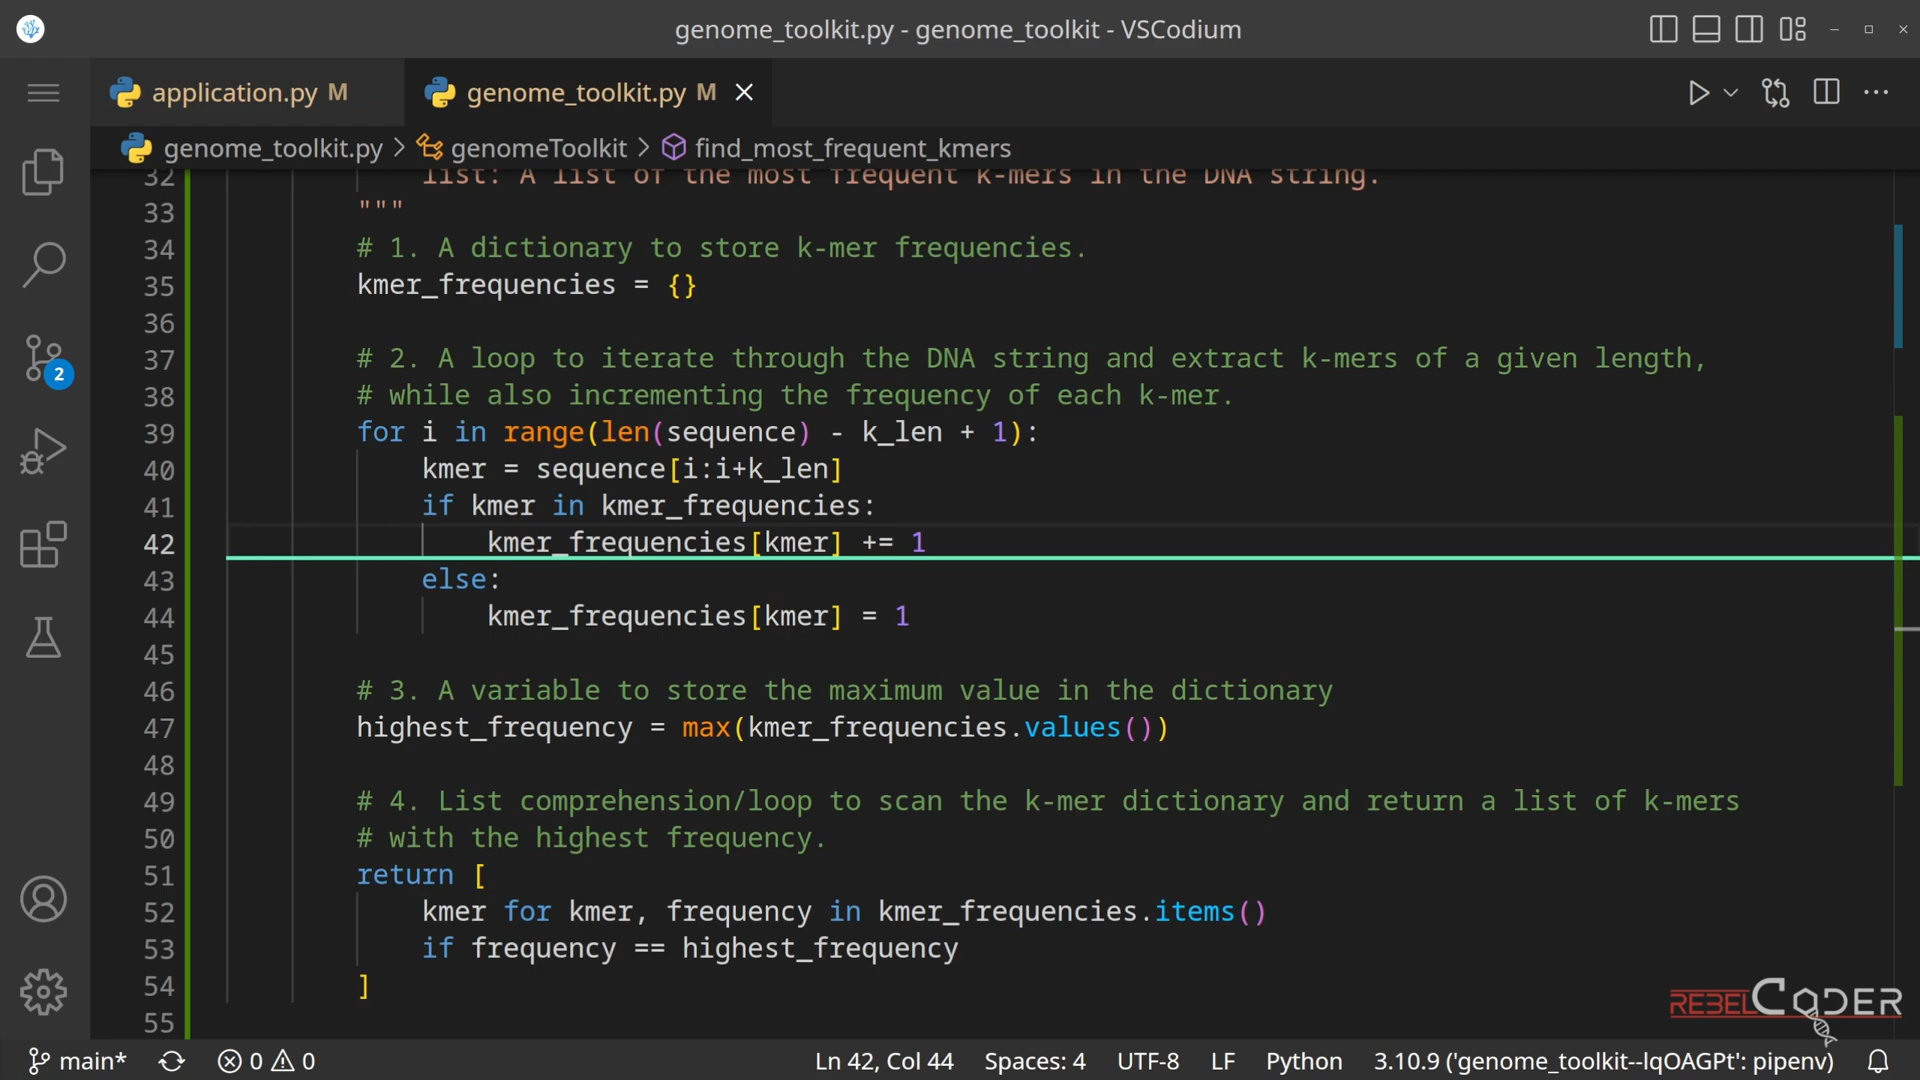 genome_toolkit.py - genome_toolkit - VSCodium
application.py M
genome_toolkit.py M
genome_toolkit.py > genomeToolkit > find_most_frequent_kmers
32 list: A list of the most frequent k-mers in the DNA string.
33 """
34 # 1. A dictionary to store k-mer frequencies.
35 kmer_frequencies = {}
36
37 # 2. A loop to iterate through the DNA string and extract k-mers of a given length,
38 # while also incrementing the frequency of each k-mer.
39 for i in range(len(sequence) - k_len + 1):
40 kmer = sequence[i:i+k_len]
41 if kmer in kmer_frequencies:
42 kmer_frequencies[kmer] += 1
43 else:
44 kmer_frequencies[kmer] = 1
45
46 # 3. A variable to store the maximum value in the dictionary
47 highest_frequency = max(kmer_frequencies.values())
48
49 # 4. List comprehension/loop to scan the k-mer dictionary and return a list of k-mers
50 # with the highest frequency.
51 return [
52 kmer for kmer, frequency in kmer_frequencies.items()
53 if frequency == highest_frequency
54 ]
55
2
REBELCODER
main* 0 0 Ln 42, Col 44 Spaces: 4 UTF-8 LF Python 3.10.9 ('genome_toolkit--lqOAGPt': pipenv)